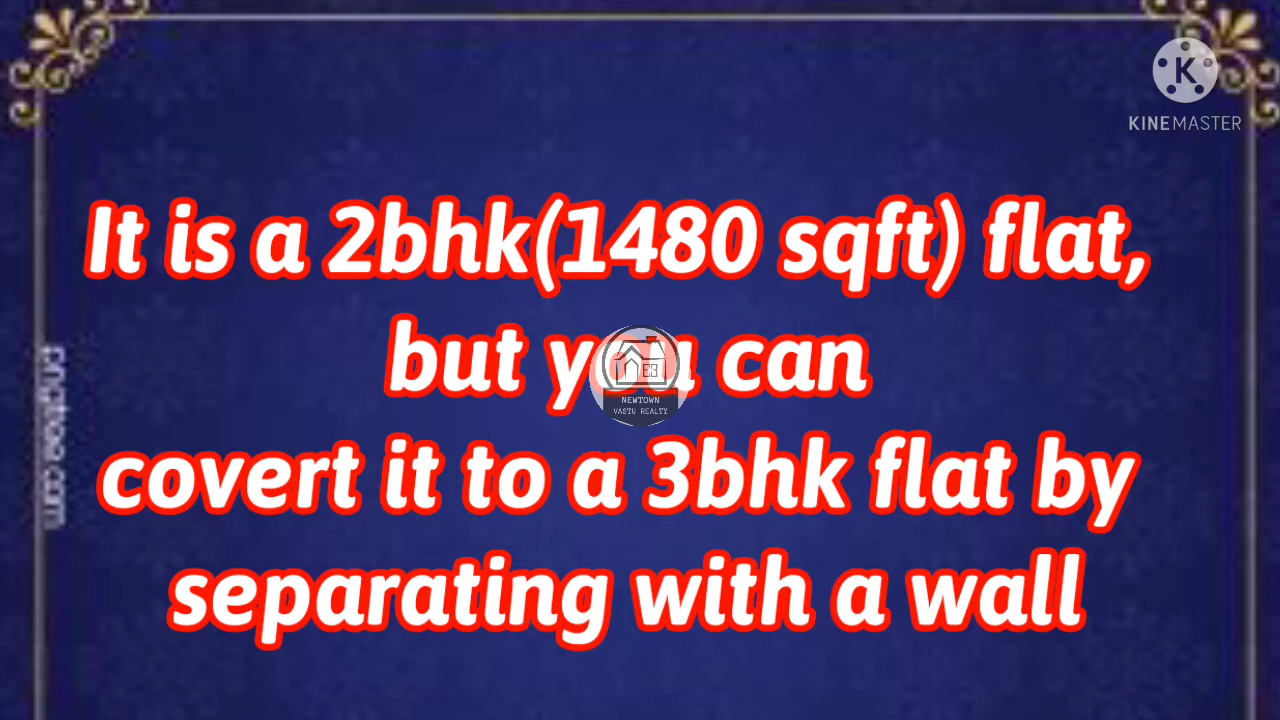 KINEMASTER
It is a 2bhk(1480 sqft) flat,
but you can
covert it to a 3bhk flat by
separating with a wall
NEWTOWN
VASTU REALTY